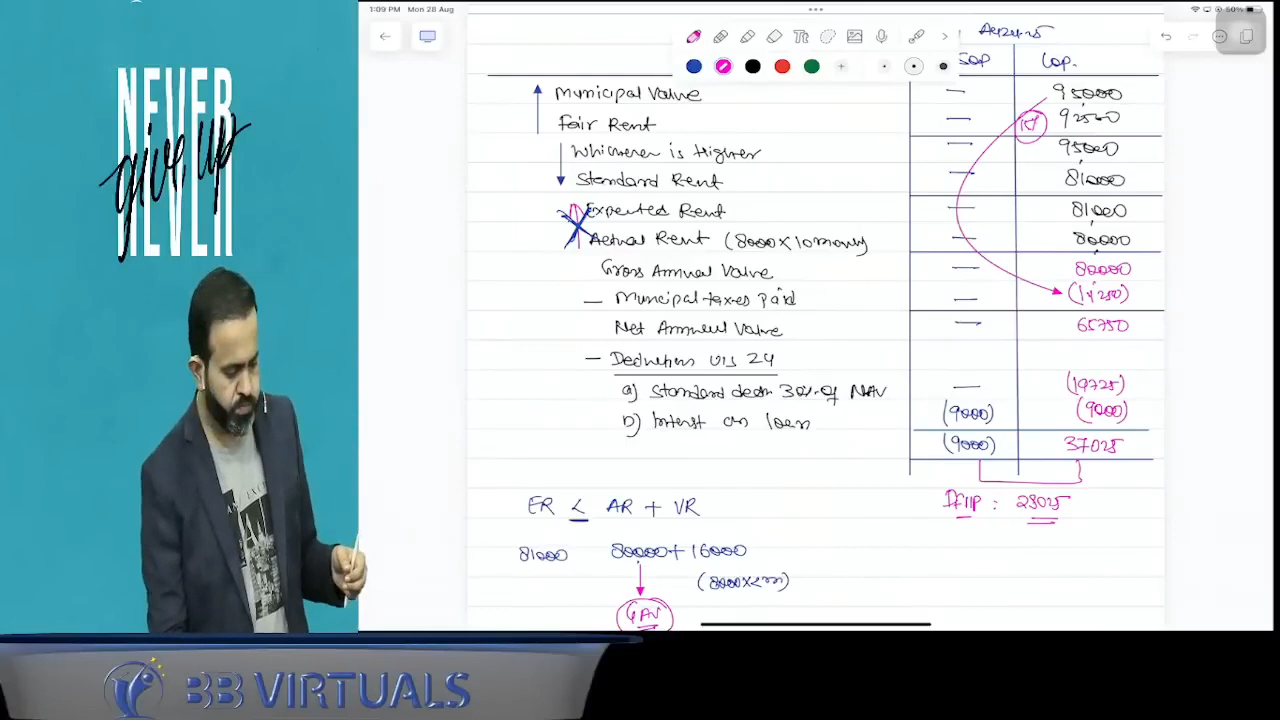 1:09 PM Mon 28 Aug
50%
NEVER
give up
NEVER
SOP LOP
Municipal Value — 95000
Fair Rent — 92500
Whichever is Higher — 95000
Standard Rent — 81000
Expected Rent — 81000
Actual Rent (8000 × 10 months) — 80000
Gross Annual Value — 80000
— Municipal taxes paid — (14250)
Net Annual Value — 65750
— Deductions U/s 24
a) Standard dedn 30% of NAV — (19725)
b) Interest on loan (9000) (9000)
(9000) 37025
IFHP : 28025
ER < AR + VR
81000 80000 + 16000
(8000×2m)
GAV
BB VIRTUALS